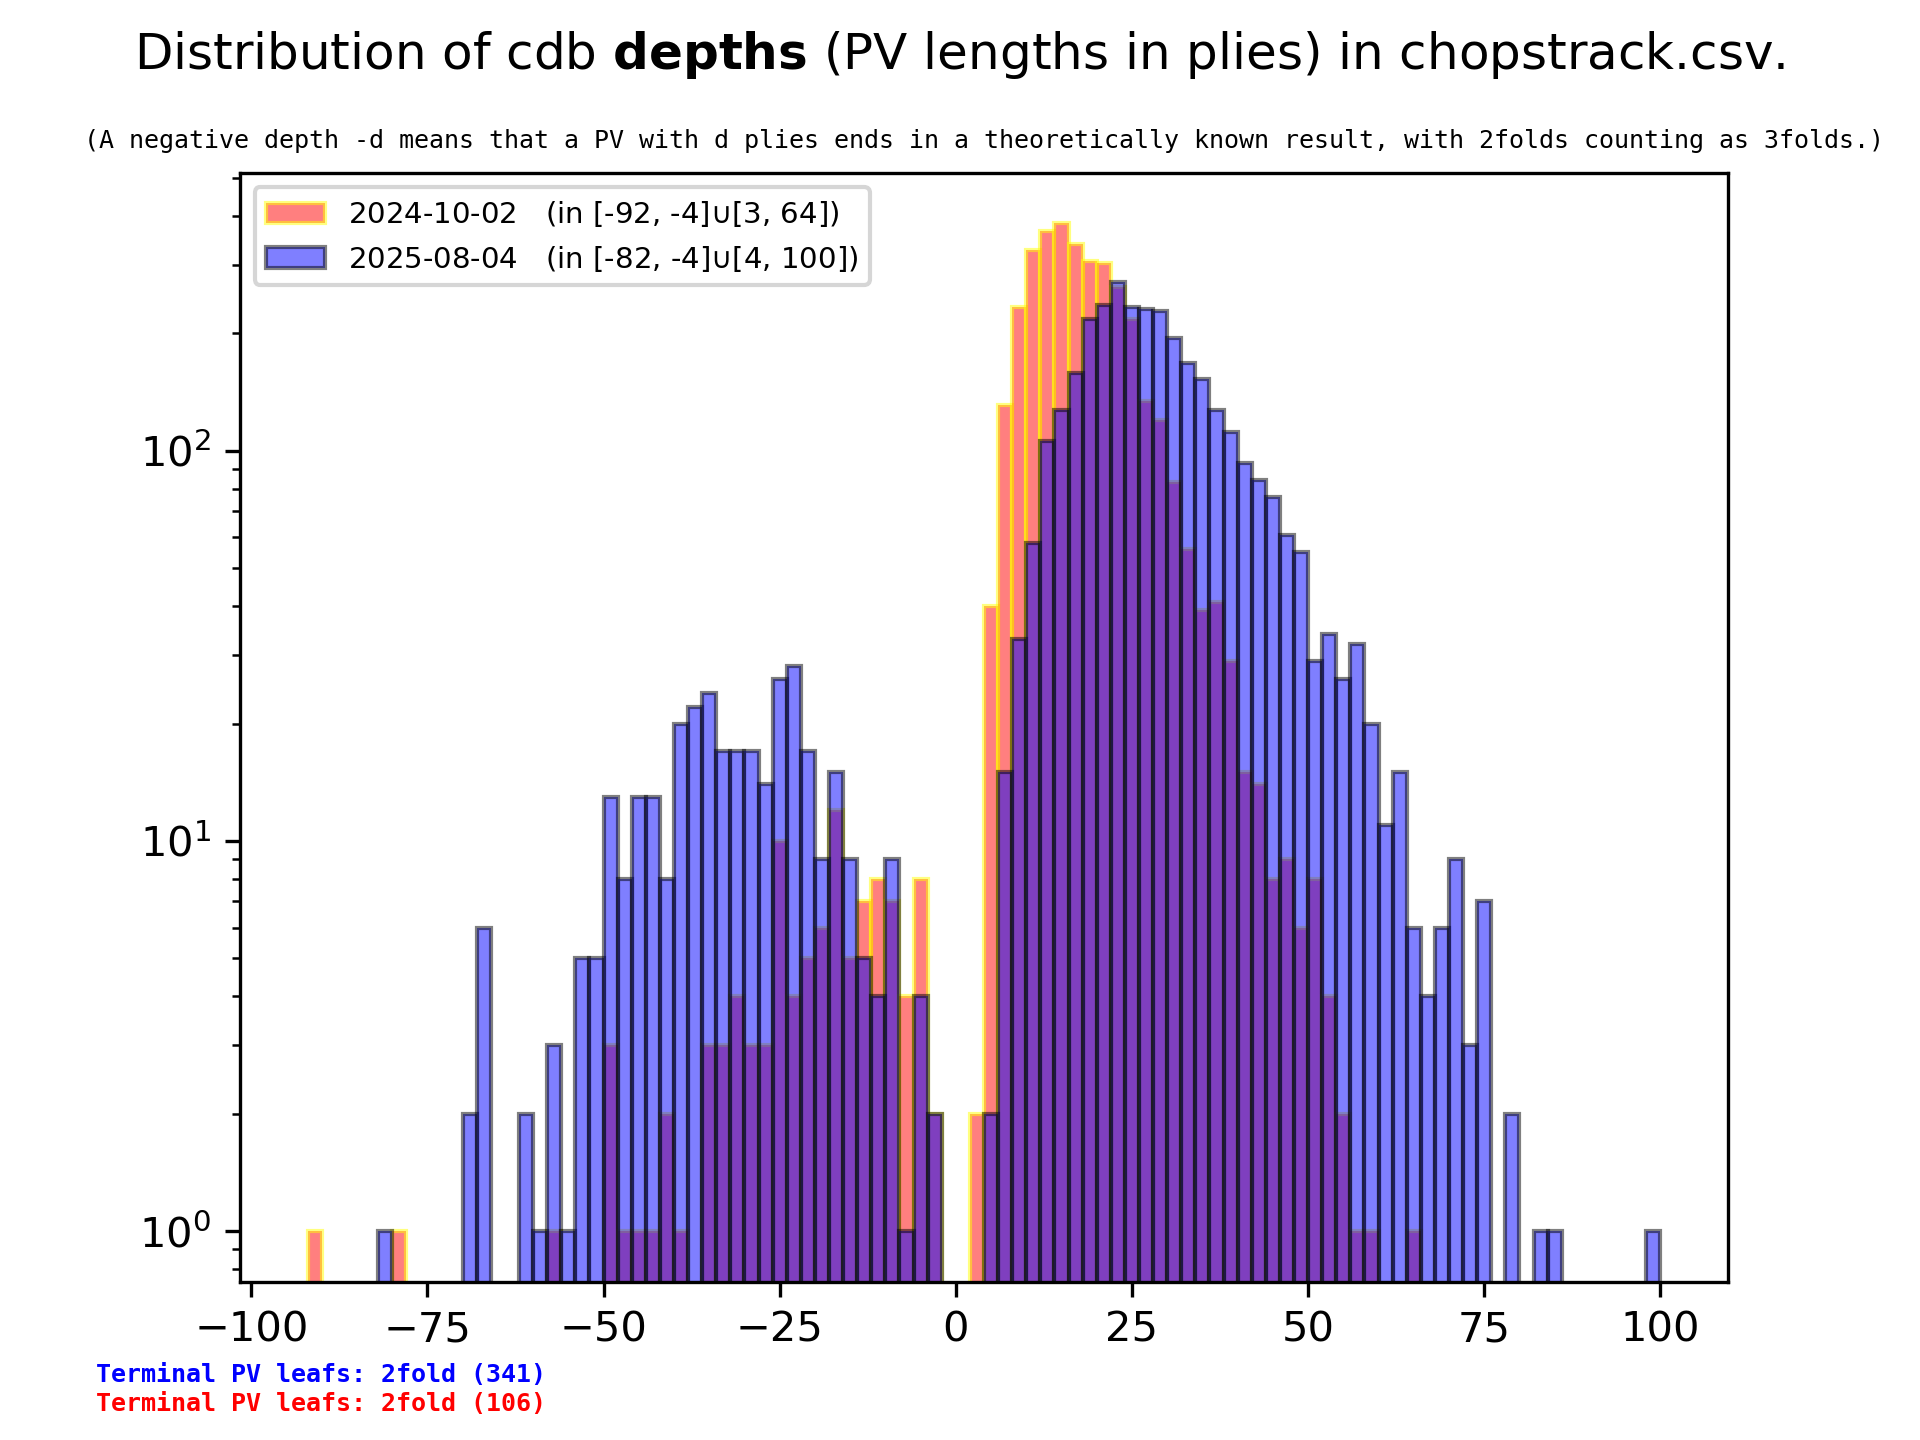 Distribution of cdb depths (PV lengths in plies) in chopstrack.csv.
(A negative depth -d means that a PV with d plies ends in a theoretically known result, with 2folds counting as 3folds.)
2024-10-02 (in [-92, -4]∪[3, 64])
2025-08-04 (in [-82, -4]∪[4, 100])
10²
10¹
10⁰
−100 −75 −50 −25 0 25 50 75 100
Terminal PV leafs: 2fold (341)
Terminal PV leafs: 2fold (106)